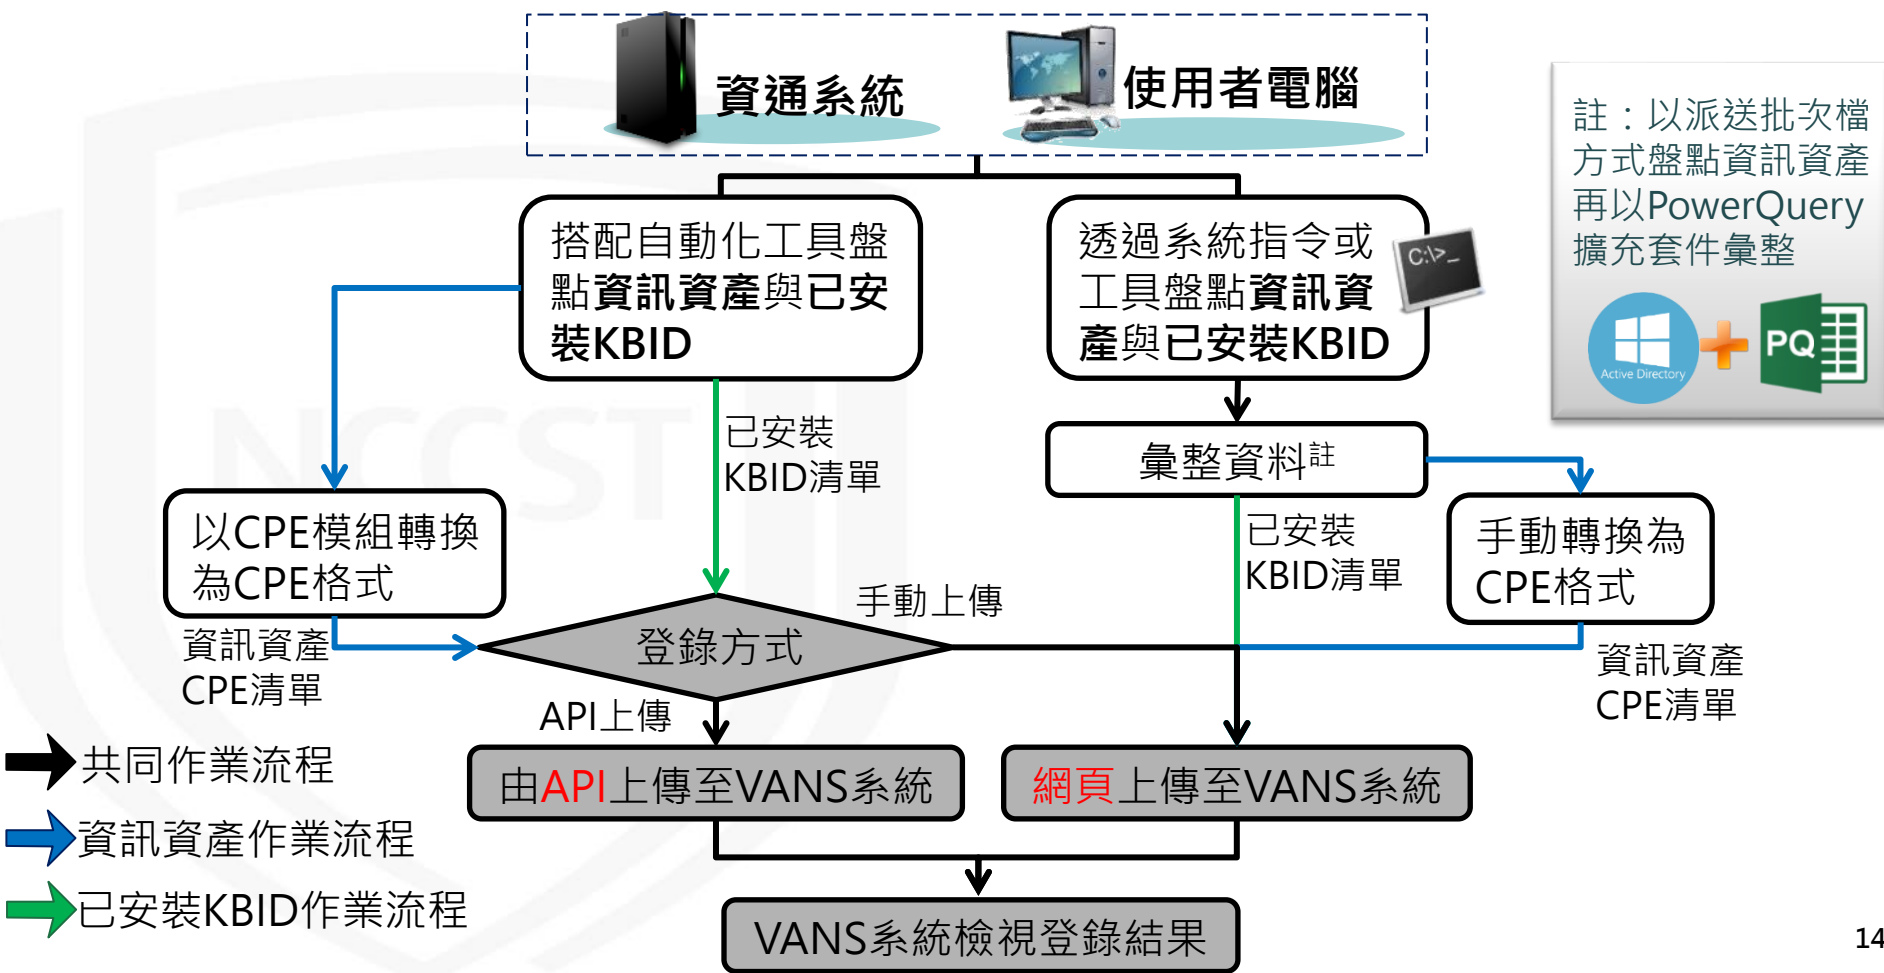 資通系統
使用者電腦
註：以派送批次檔
方式盤點資訊資產
再以PowerQuery
擴充套件彙整
Active Directory
PQ
搭配自動化工具盤
點資訊資產與已安
裝KBID
透過系統指令或
工具盤點資訊資
產與已安裝KBID
C:\>_
已安裝
KBID清單
彙整資料註
以CPE模組轉換
為CPE格式
已安裝
KBID清單
手動轉換為
CPE格式
手動上傳
登錄方式
資訊資產
CPE清單
資訊資產
CPE清單
API上傳
由API上傳至VANS系統
網頁上傳至VANS系統
共同作業流程
資訊資產作業流程
已安裝KBID作業流程
VANS系統檢視登錄結果
NCCST
14